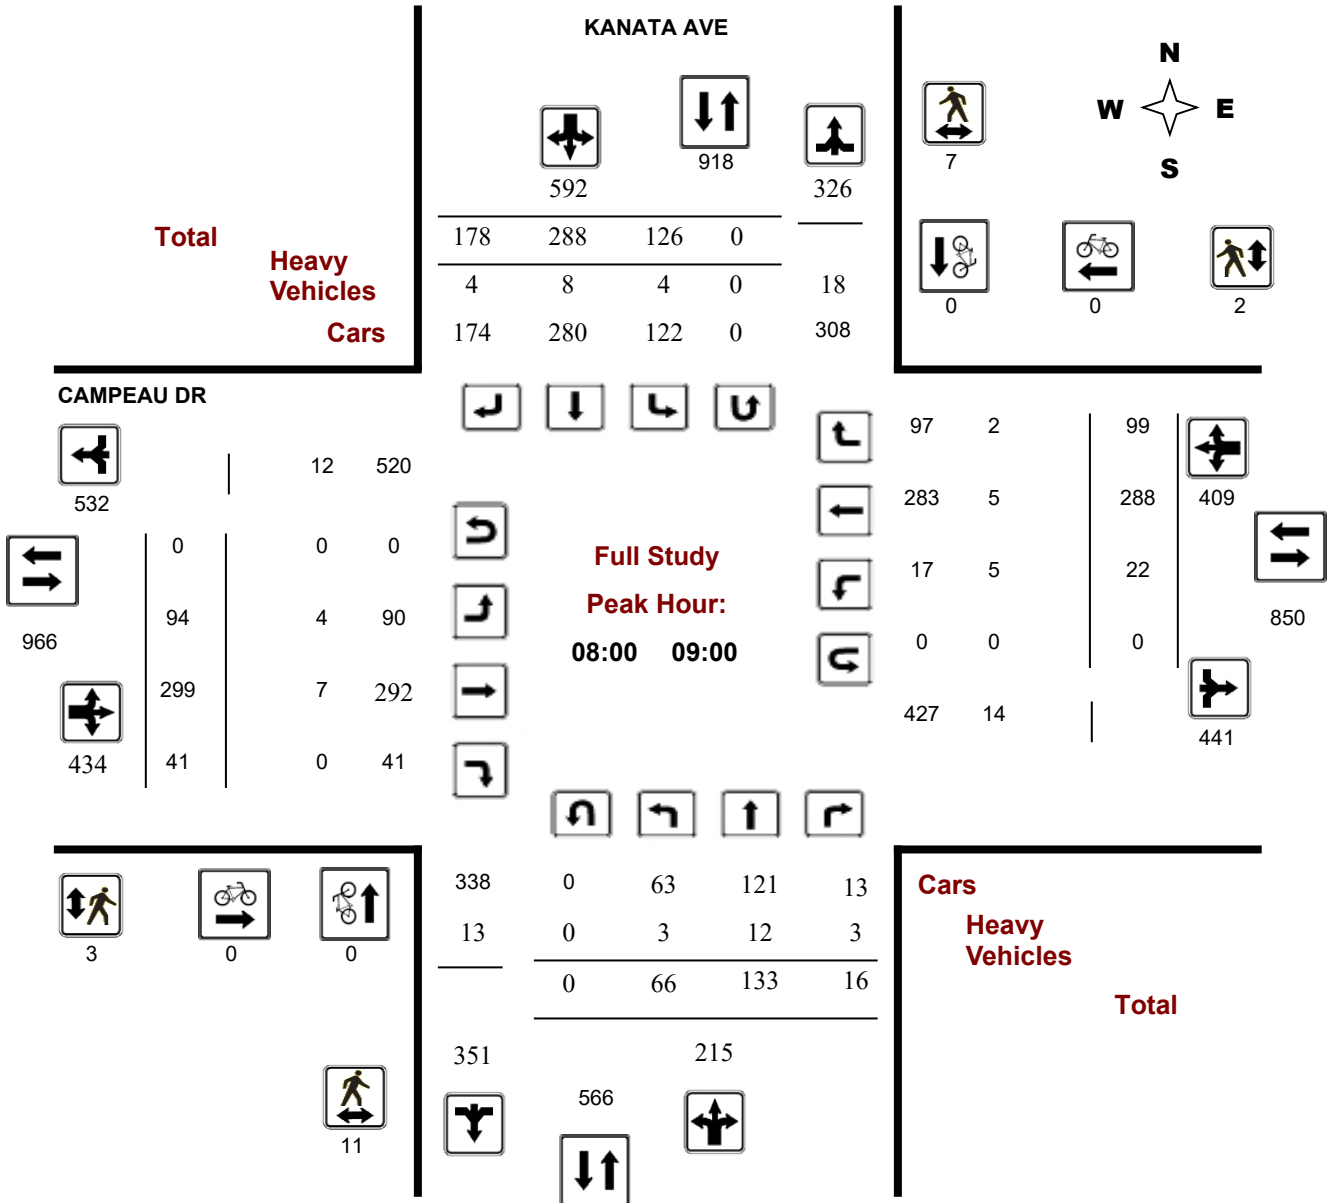 KANATA AVE
N
W E
S
918
7
592
326
Total
178 288 126 0
Heavy
Vehicles
4 8 4 0 18
Cars
174 280 122 0 308
0 0 2
CAMPEAU DR
97 2 99
12 520
532
283 5 288 409
0 0 0
Full Study
17 5 22
Peak Hour:
94 4 90
850
966
08:00 09:00
0 0 0
299 7 292
427 14
441
434 41 0 41
338 0 63 121 13
Cars
13 0 3 12 3
Heavy
Vehicles
3 0 0
0 66 133 16
Total
351 215
566
11